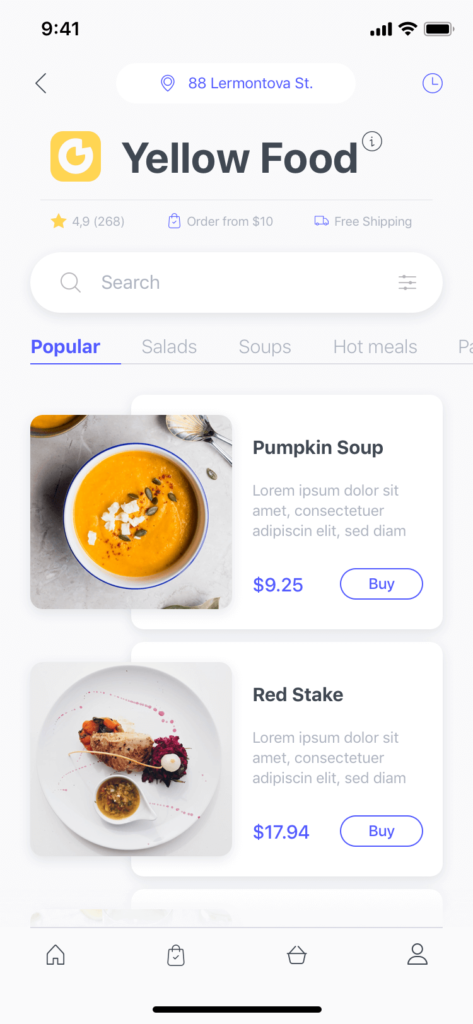 9:41
88 Lermontova St.
Yellow Food
4,9 (268)
Order from $10
Free Shipping
Search
Popular Salads Soups Hot meals
Pumpkin Soup
Lorem ipsum dolor sit
amet, consectetuer
adipiscin elit, sed diam
$9.25 Buy
Red Stake
Lorem ipsum dolor sit
amet, consectetuer
adipiscin elit, sed diam
$17.94 Buy